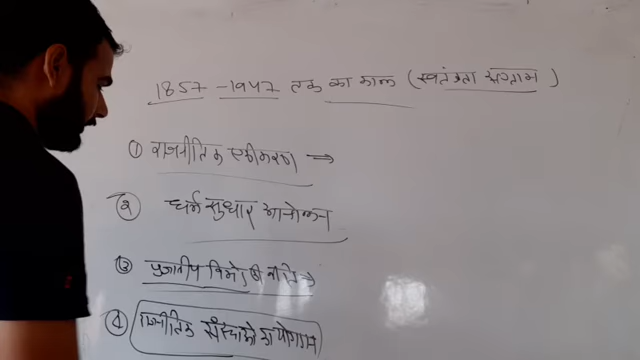 1857 - 1947 तक का काल (स्वतंत्रता संग्राम)
① राजनीतिक एकीकरण →
② धर्म सुधार आन्दोलन
③ प्रजातीय विभेद की नीति →
④ राजनीतिक संस्थाओं का योगदान